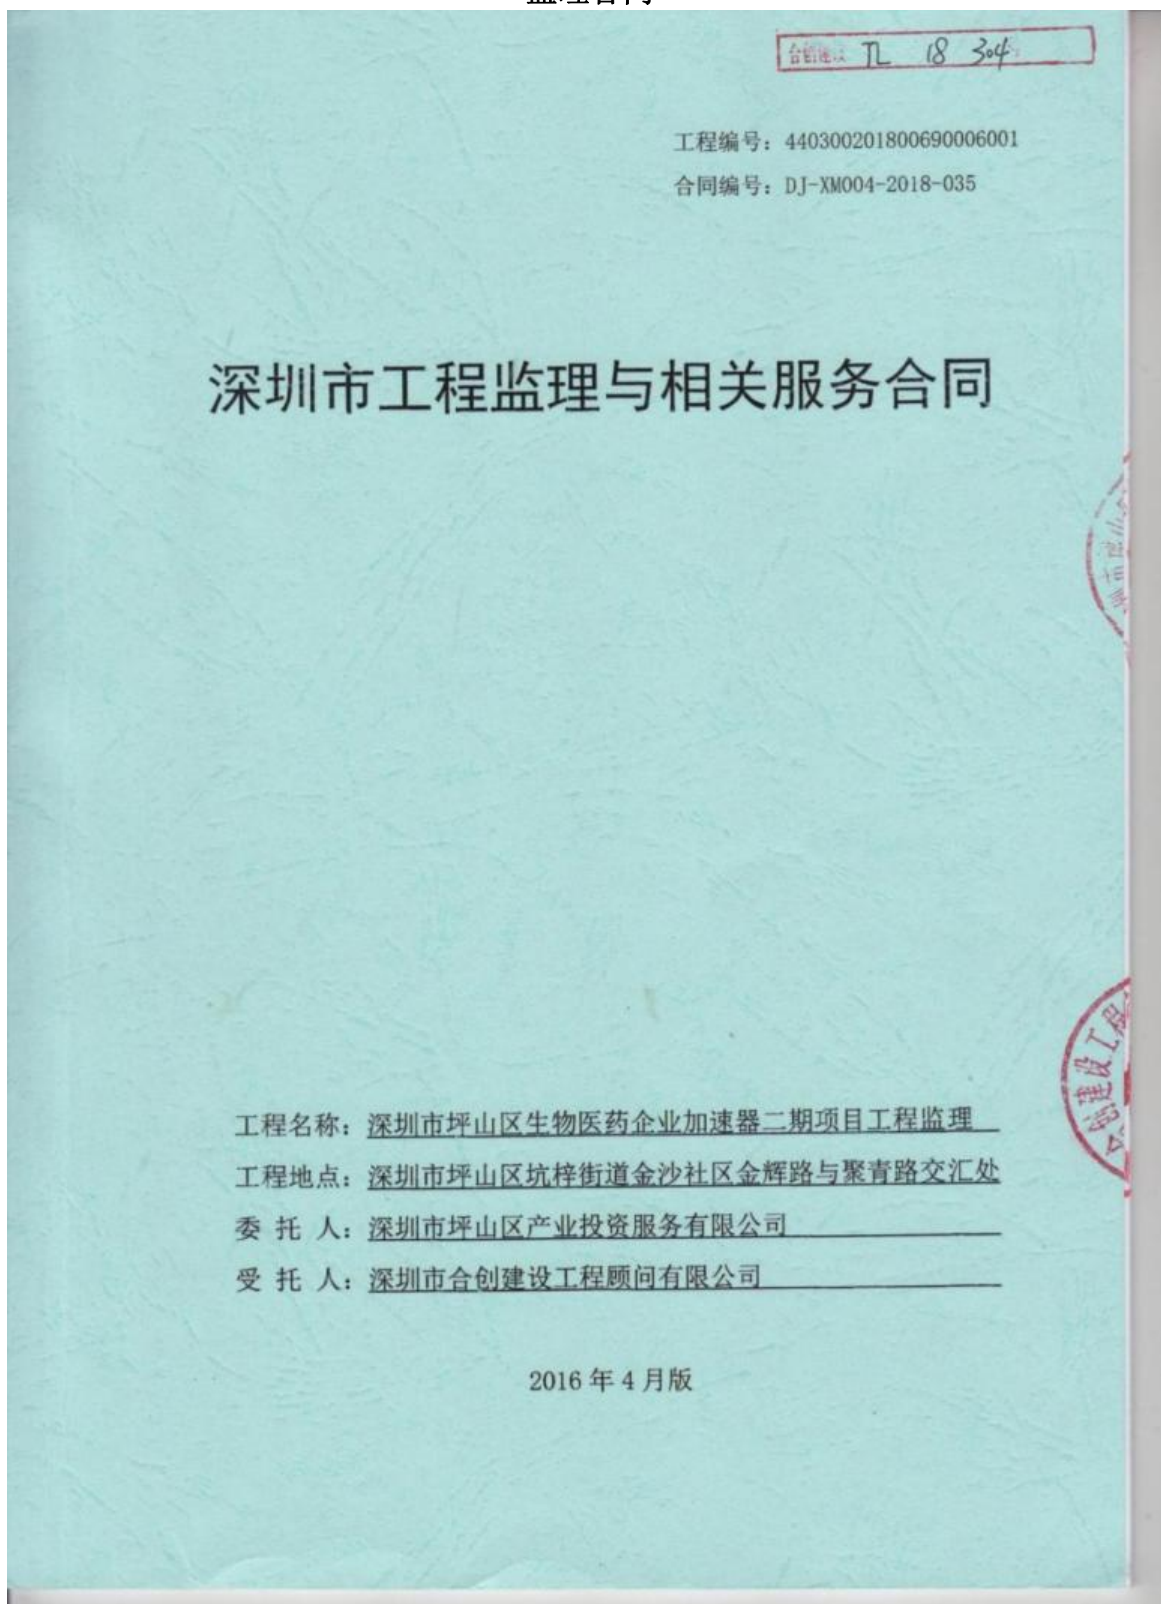 合创建设 TL 18 304
工程编号：440300201800690006001
合同编号：DJ-XM004-2018-035
深圳市工程监理与相关服务合同
工程名称：深圳市坪山区生物医药企业加速器二期项目工程监理
工程地点：深圳市坪山区坑梓街道金沙社区金辉路与聚青路交汇处
委 托 人：深圳市坪山区产业投资服务有限公司
受 托 人：深圳市合创建设工程顾问有限公司
2016 年 4 月版
创建设工程